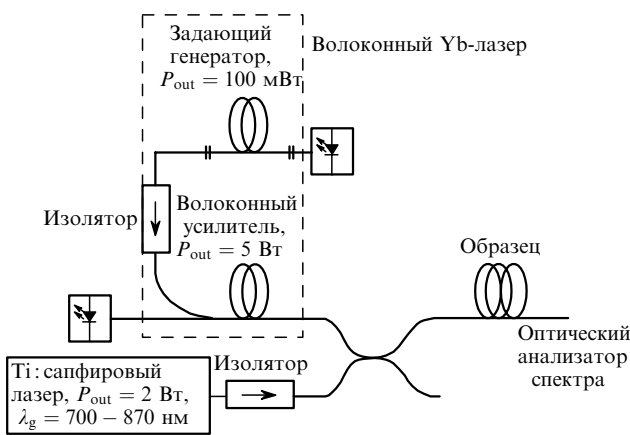 Задающий
генератор,
P_out = 100 мВт
Волоконный Yb-лазер
Изолятор
Волоконный
усилитель,
P_out = 5 Вт
Образец
Оптический
анализатор
спектра
Изолятор
Ti : сапфировый
лазер, P_out = 2 Вт,
λ_g = 700 – 870 нм